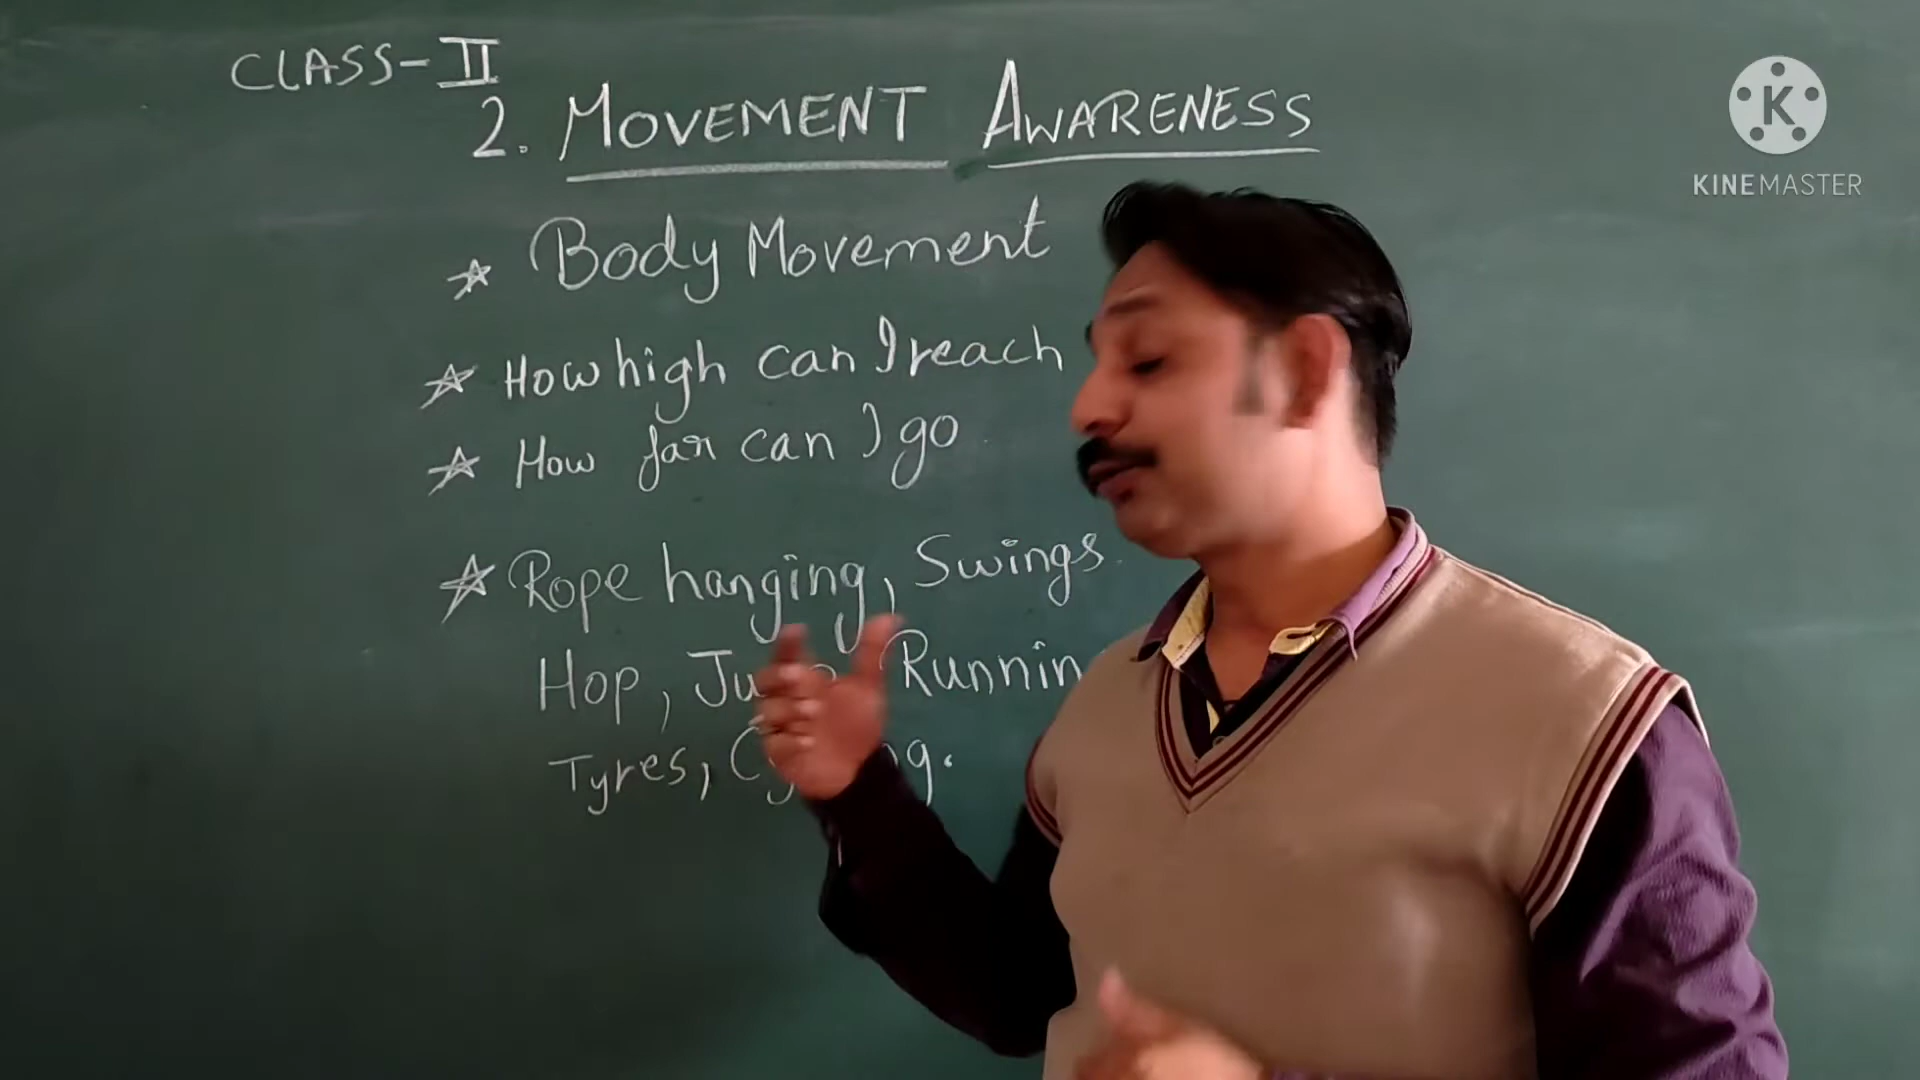 CLASS-II
2. MOVEMENT AWARENESS
K
KINEMASTER
☆ Body Movement
☆ How high can I reach
☆ How far can I go
☆ Rope hanging, Swings.
Hop, Runnin
Tyres,